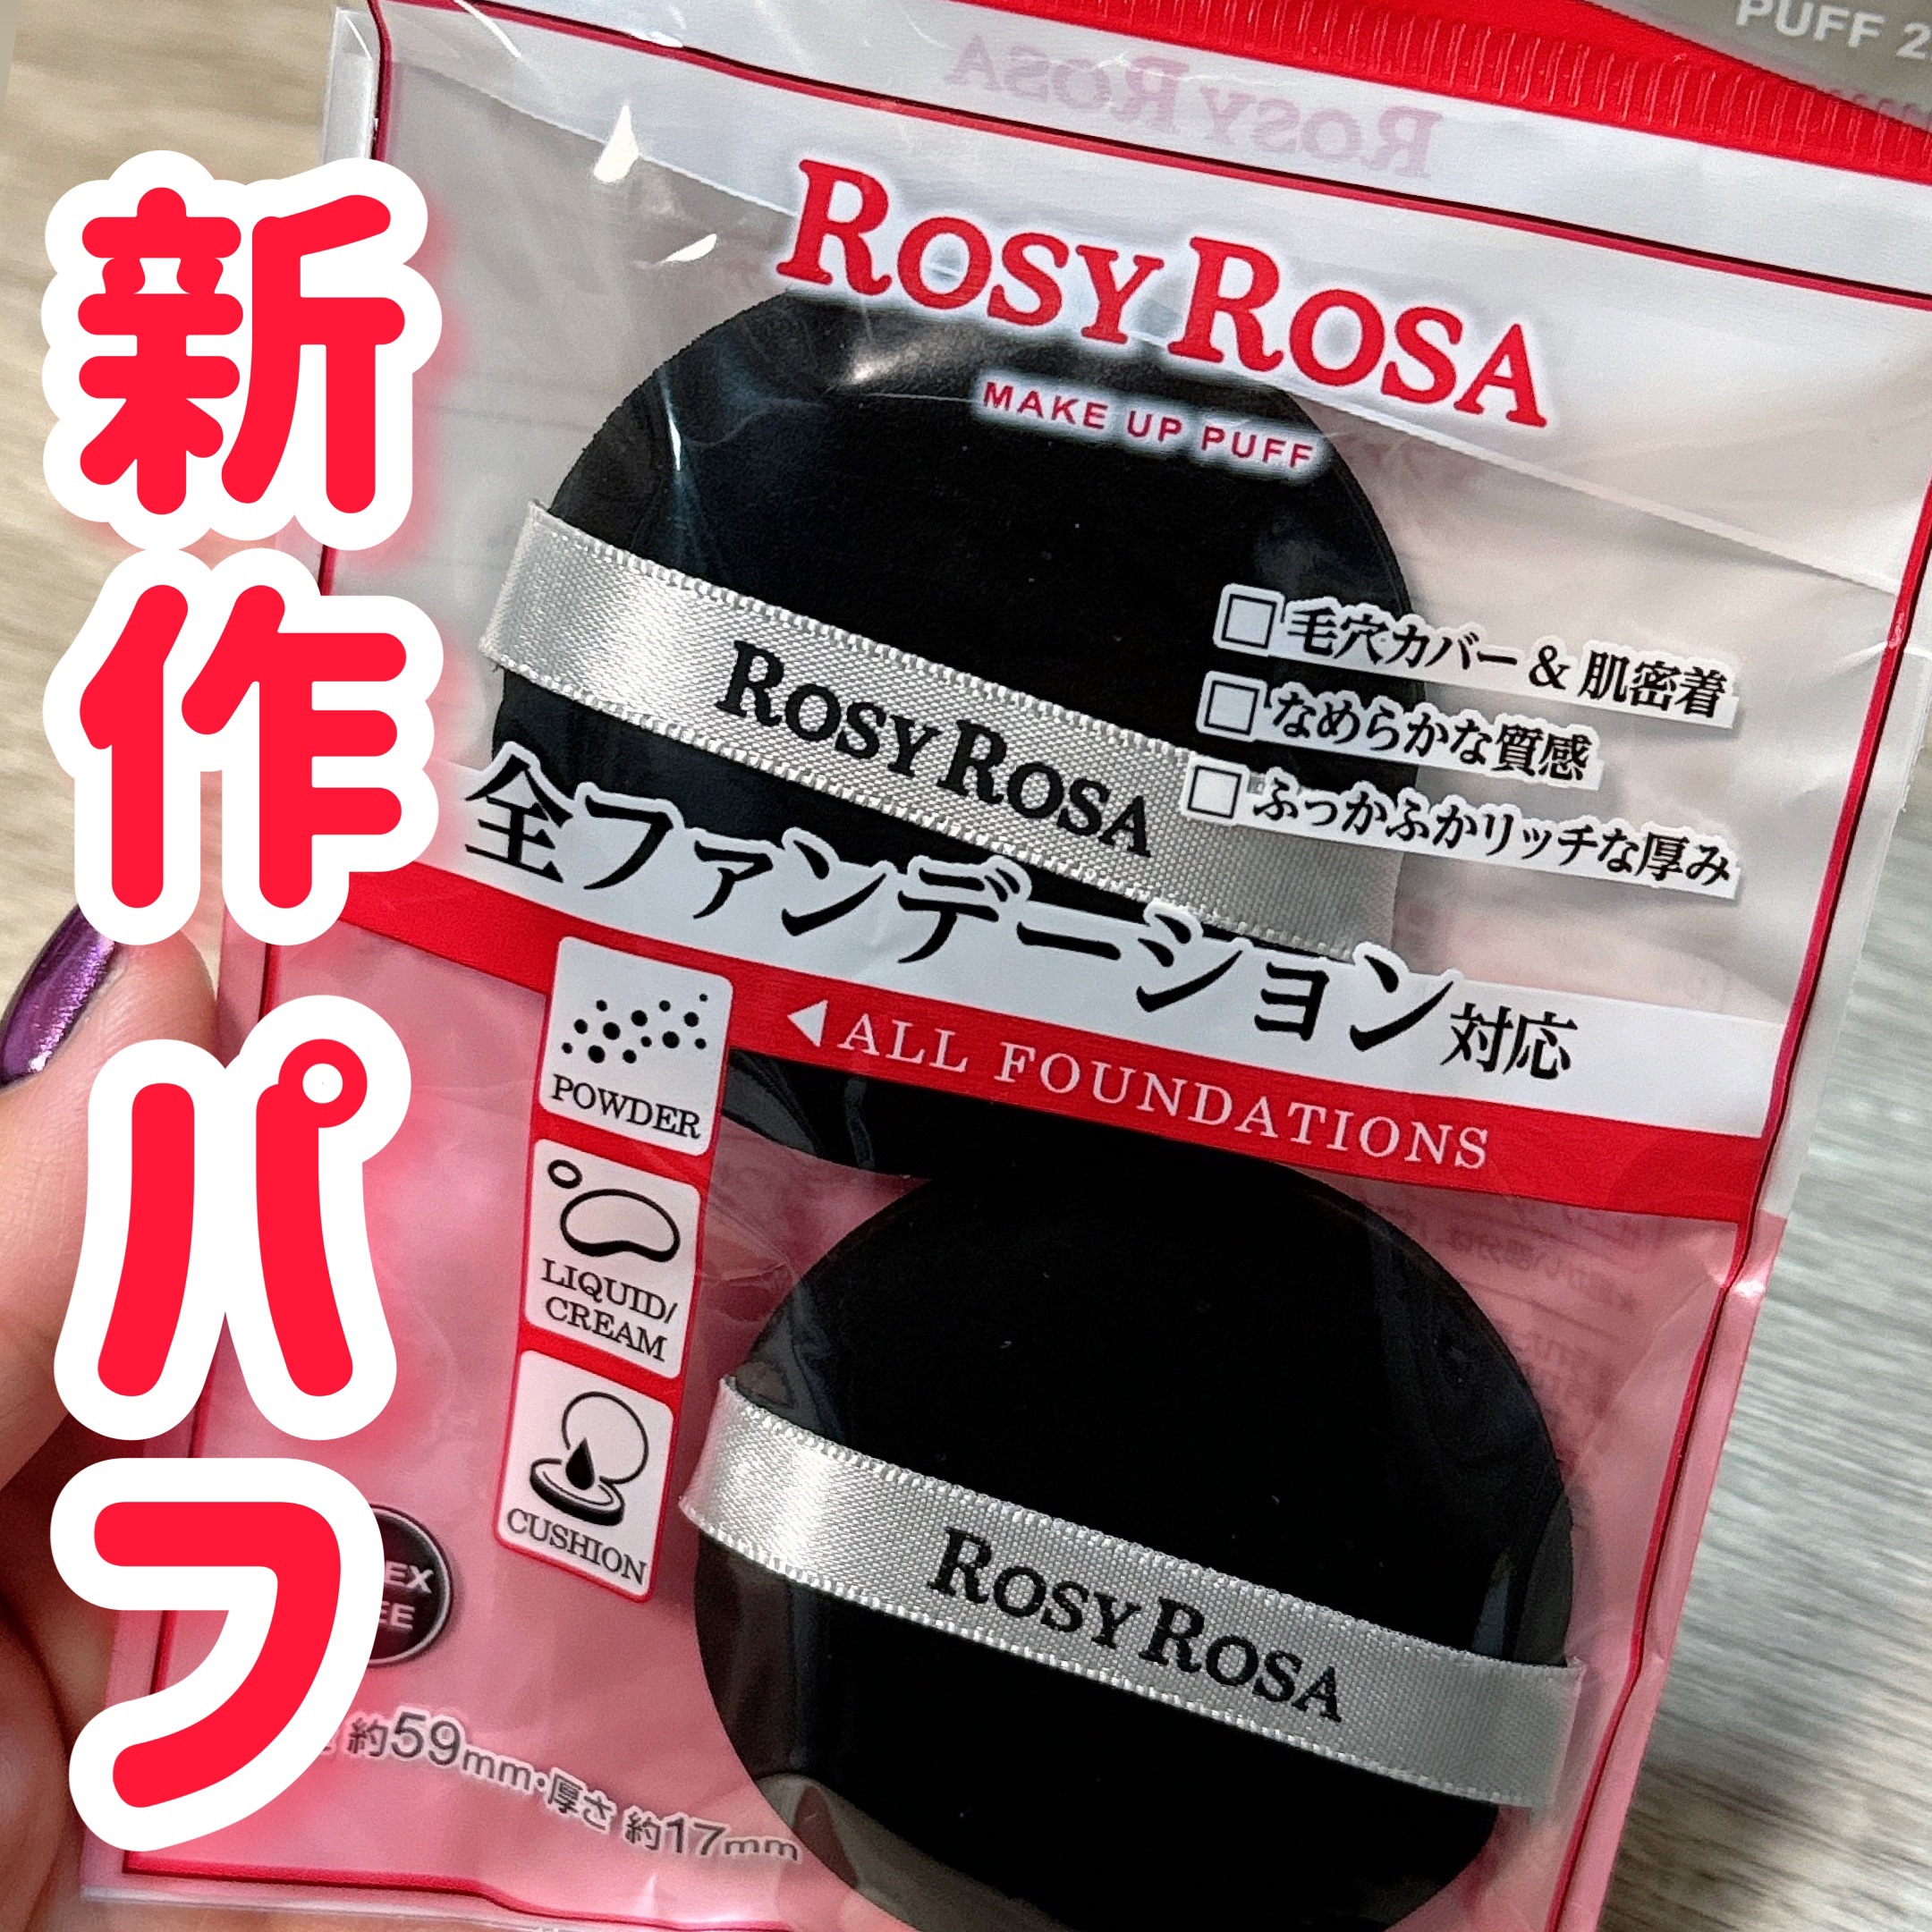 新作パフ
PUFF 2
ROSY ROSA
ROSY ROSA
MAKE UP PUFF
□毛穴カバー&肌密着
□なめらかな質感
□ふっかふかリッチな厚み
ROSY ROSA
全ファンデーション対応
◀ALL FOUNDATIONS
POWDER
LIQUID/
CREAM
CUSHION
ROSY ROSA
約59mm・厚さ 約17mm